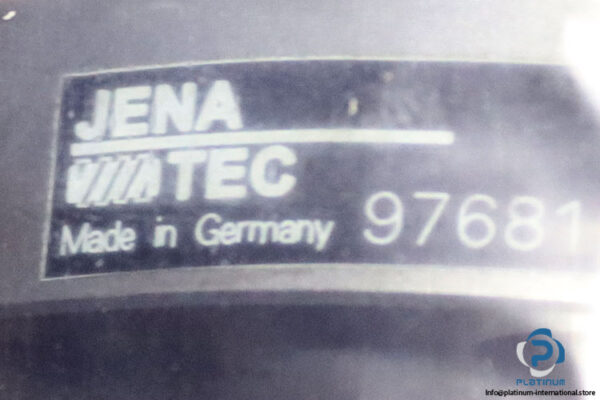 JENA
TEC
Made in Germany 97681
PLATINUM
Info@platinum-international.store